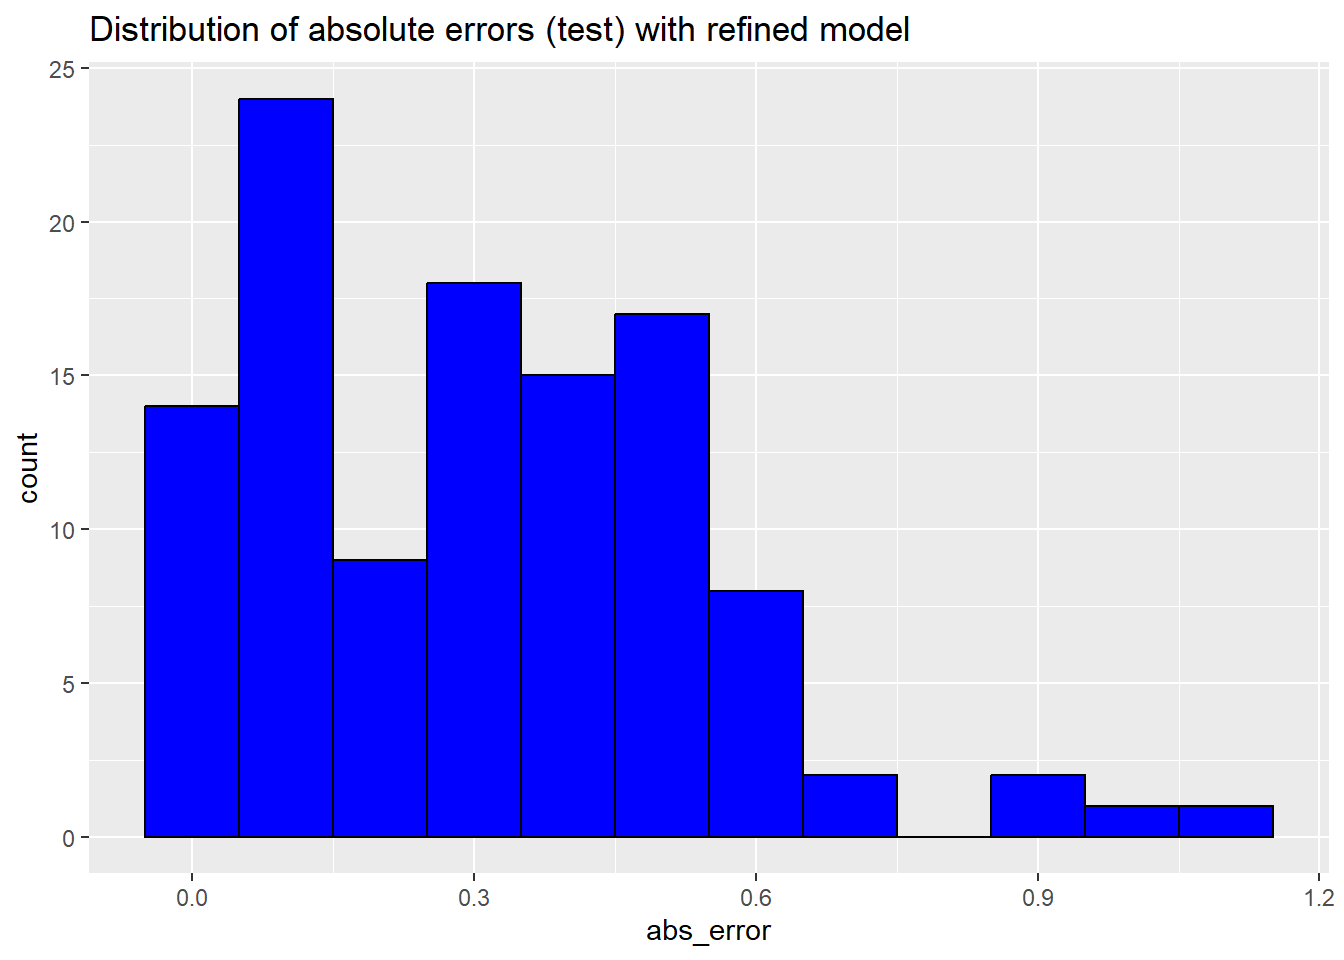 Distribution of absolute errors (test) with refined model
25
20
15
10
5
0
count
0.0 0.3 0.6 0.9 1.2
abs_error